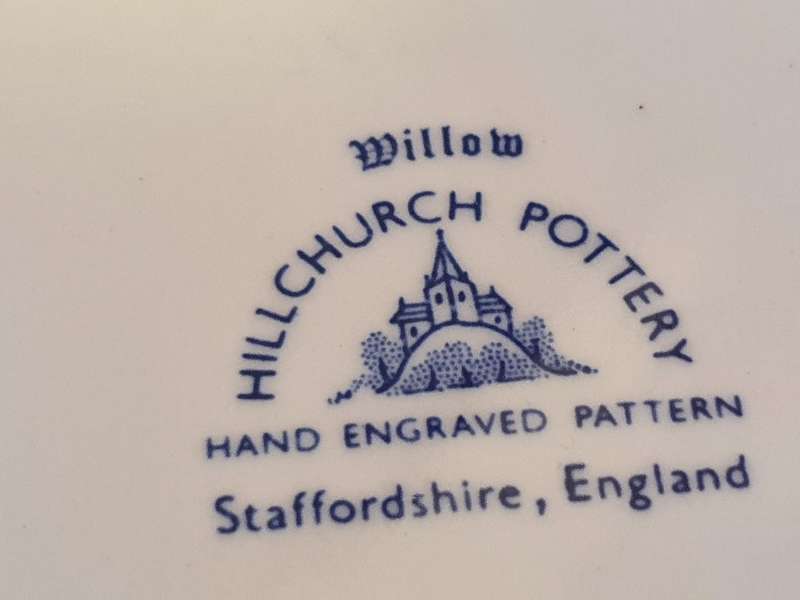 Willow
HILLCHURCH POTTERY
HAND ENGRAVED PATTERN
Staffordshire, England